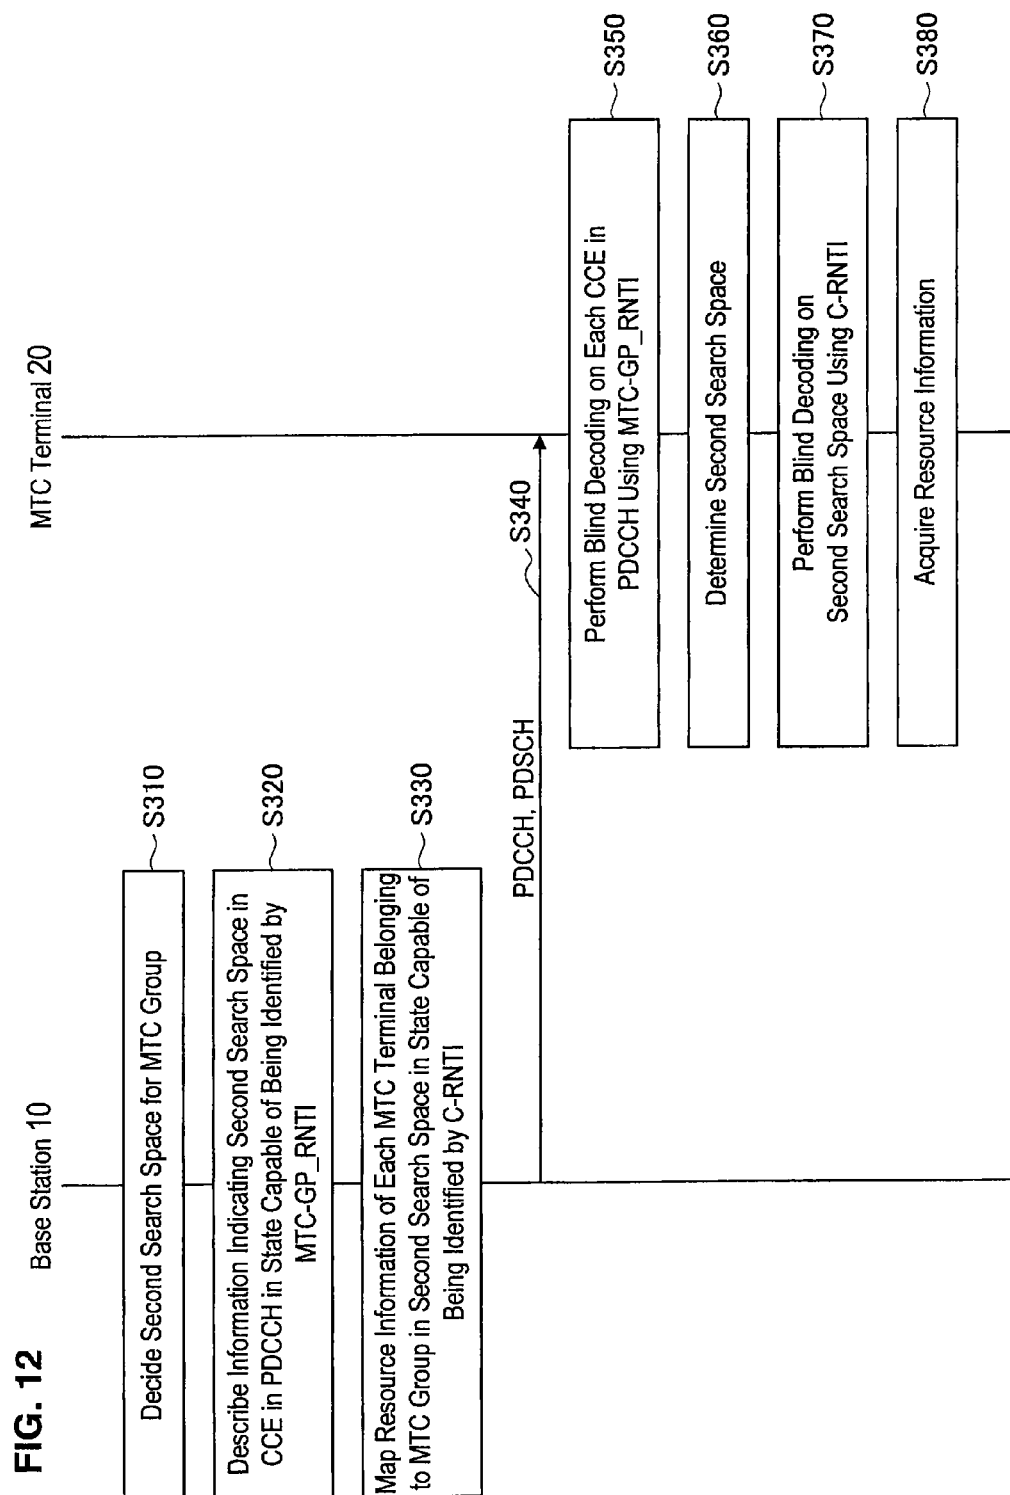 FIG. 12
Base Station 10
MTC Terminal 20
Decide Second Search Space for MTC Group
S310
Describe Information Indicating Second Search Space in
CCE in PDCCH in State Capable of Being Identified by
MTC-GP_RNTI
S320
Map Resource Information of Each MTC Terminal Belonging
to MTC Group in Second Search Space in State Capable of
Being Identified by C-RNTI
S330
PDCCH, PDSCH
S340
Perform Blind Decoding on Each CCE in
PDCCH Using MTC-GP_RNTI
S350
Determine Second Search Space
S360
Perform Blind Decoding on
Second Search Space Using C-RNTI
S370
Acquire Resource Information
S380